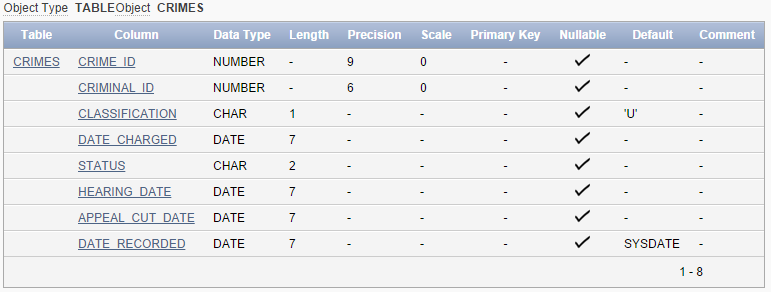 Object Type TABLE Object CRIMES
Table Column Data Type Length Precision Scale Primary Key Nullable Default Comment
CRIMES CRIME_ID NUMBER - 9 0 - ✓ - -
CRIMINAL_ID NUMBER - 6 0 - ✓ - -
CLASSIFICATION CHAR 1 - - - ✓ 'U' -
DATE_CHARGED DATE 7 - - - ✓ - -
STATUS CHAR 2 - - - ✓ - -
HEARING_DATE DATE 7 - - - ✓ - -
APPEAL_CUT_DATE DATE 7 - - - ✓ - -
DATE_RECORDED DATE 7 - - - ✓ SYSDATE -
1 - 8